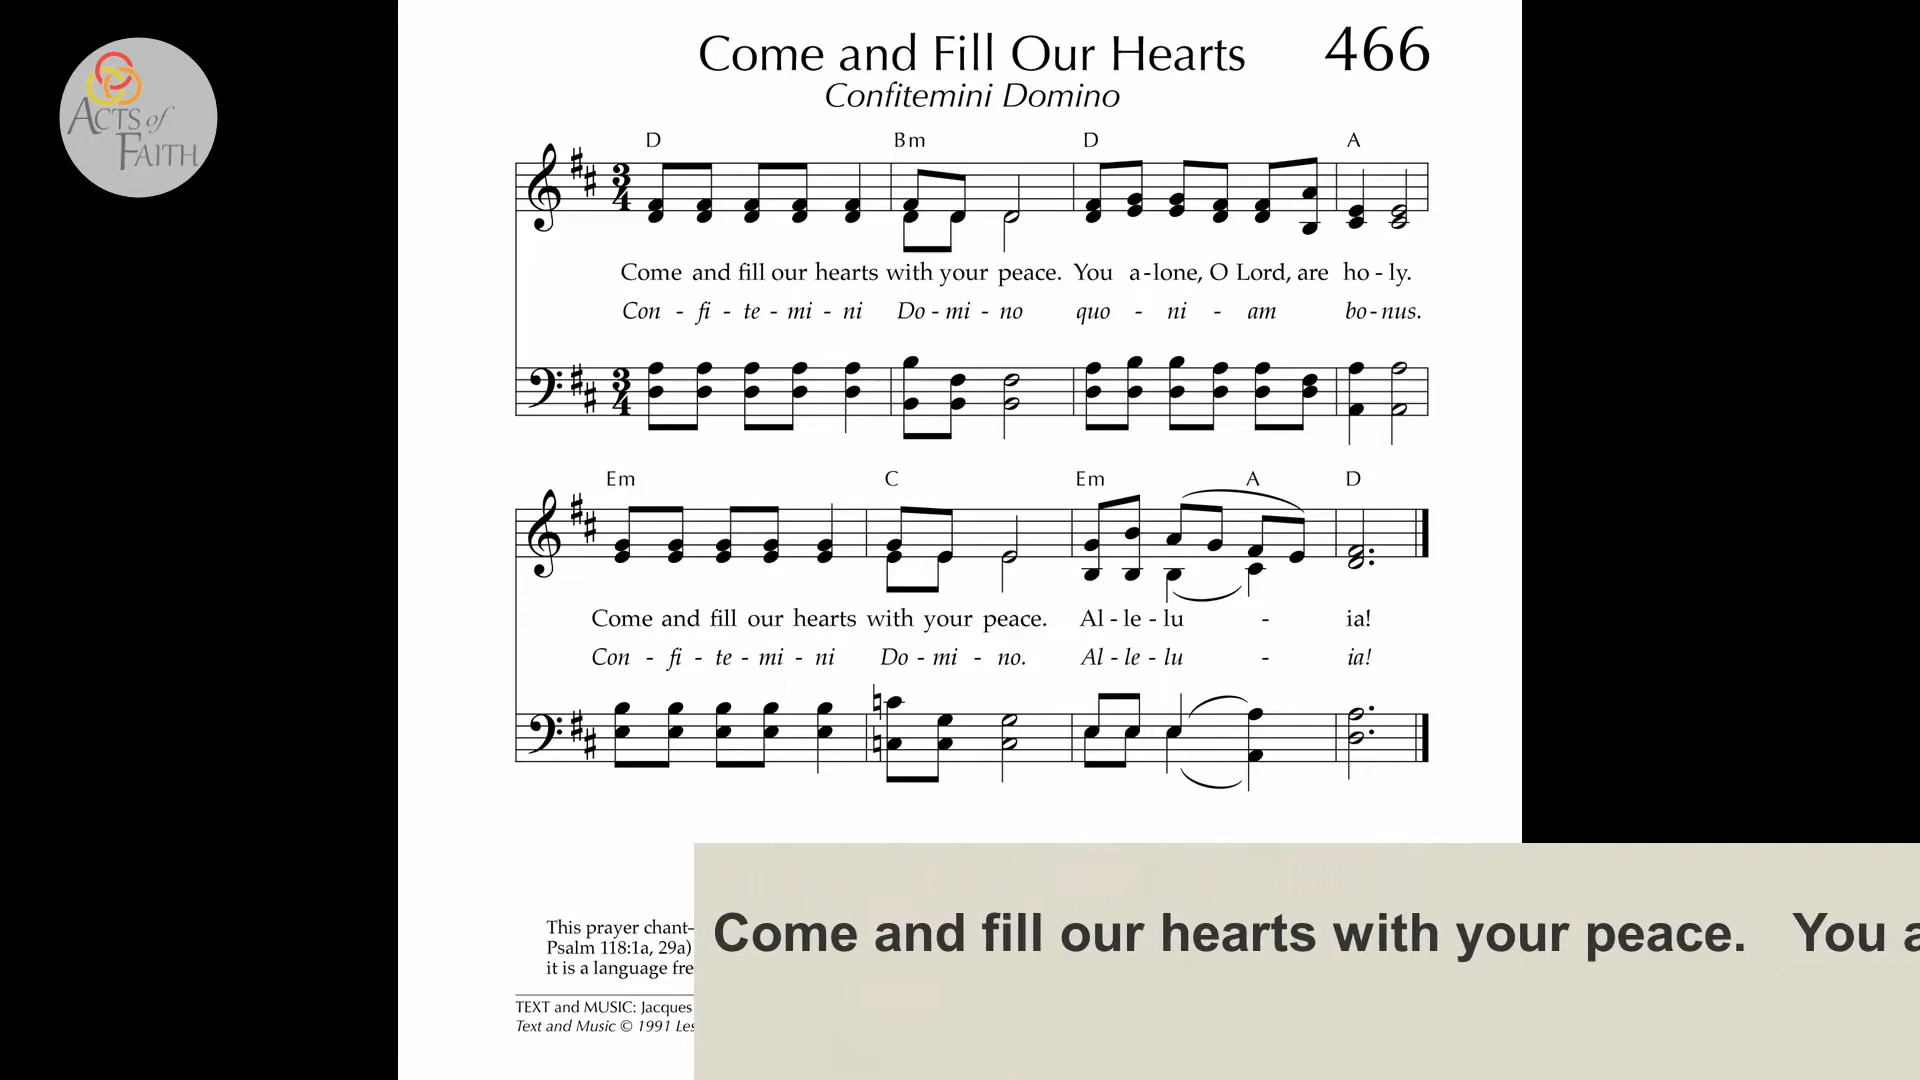 ACTS of
FAITH
Come and Fill Our Hearts 466
Confitemini Domino
D Bm D A
3 4
Come and fill our hearts with your peace. You a - lone, O Lord, are ho - ly.
Con - fi - te - mi - ni Do - mi - no quo - ni - am bo - nus.
3 4
Em C Em A D
Come and fill our hearts with your peace. Al - le - lu - ia!
Con - fi - te - mi - ni Do - mi - no. Al - le - lu - ia!
This prayer chant–
Psalm 118:1a, 29a)
it is a language fre
TEXT and MUSIC: Jacques
Text and Music © 1991 Les
Come and fill our hearts with your peace. You a